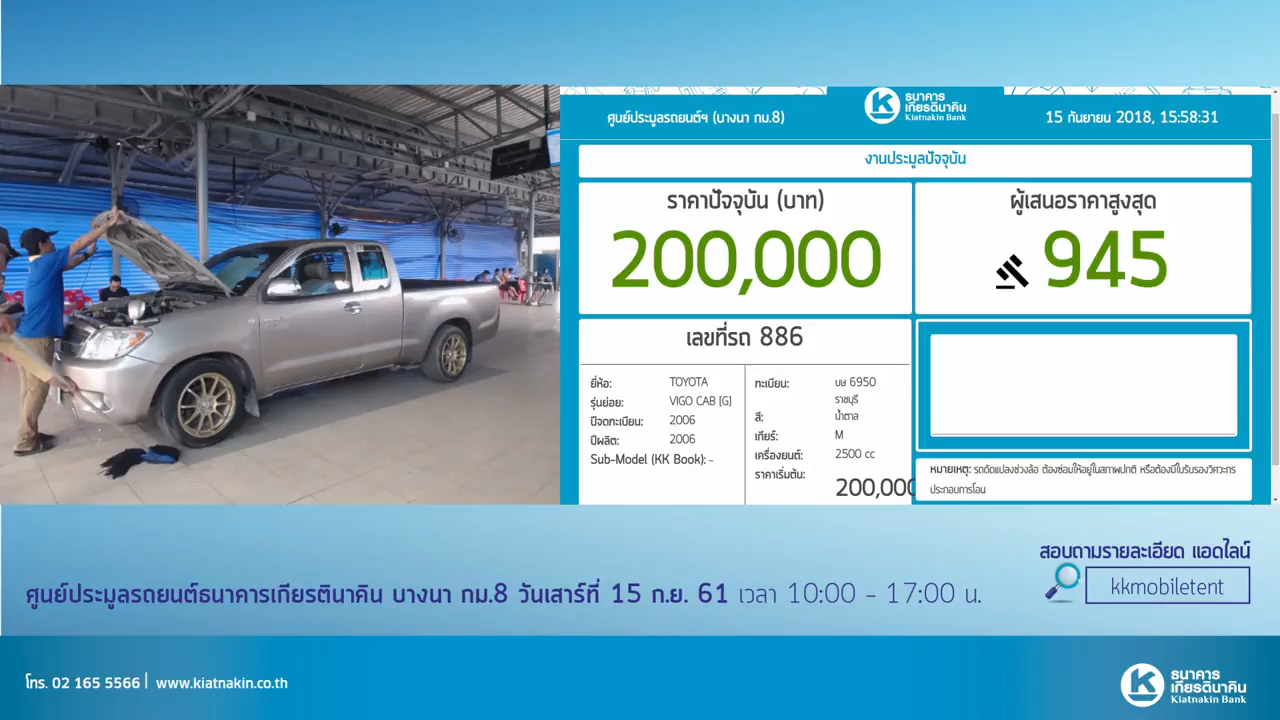 ศูนย์ประมูลรถยนต์ฯ (บางนา กม.8)
ธนาคาร
เกียรตินาคิน
Kiatnakin Bank
15 กันยายน 2018, 15:58:31
งานประมูลปัจจุบัน
ราคาปัจจุบัน (บาท)
200,000
ผู้เสนอราคาสูงสุด
945
เลขที่รถ 886
ยี่ห้อ: TOYOTA
รุ่นย่อย: VIGO CAB [G]
ปีจดทะเบียน: 2006
ปีผลิต: 2006
Sub-Model (KK Book): -
ทะเบียน: บษ 6950
ราชบุรี
สี: น้ำตาล
เกียร์: M
เครื่องยนต์: 2500 cc
ราคาเริ่มต้น: 200,000
หมายเหตุ: รถดัดแปลงช่วงล้อ ต้องซ่อมให้อยู่ในสภาพปกติ หรือต้องมีใบรับรองวิศวะกร
ประกอบการโอน
สอบถามรายละเอียด แอดไลน์
kkmobiletent
ศูนย์ประมูลรถยนต์ธนาคารเกียรตินาคิน บางนา กม.8 วันเสาร์ที่ 15 ก.ย. 61 เวลา 10:00 - 17:00 น.
โทร. 02 165 5566 | www.kiatnakin.co.th
ธนาคาร
เกียรตินาคิน
Kiatnakin Bank